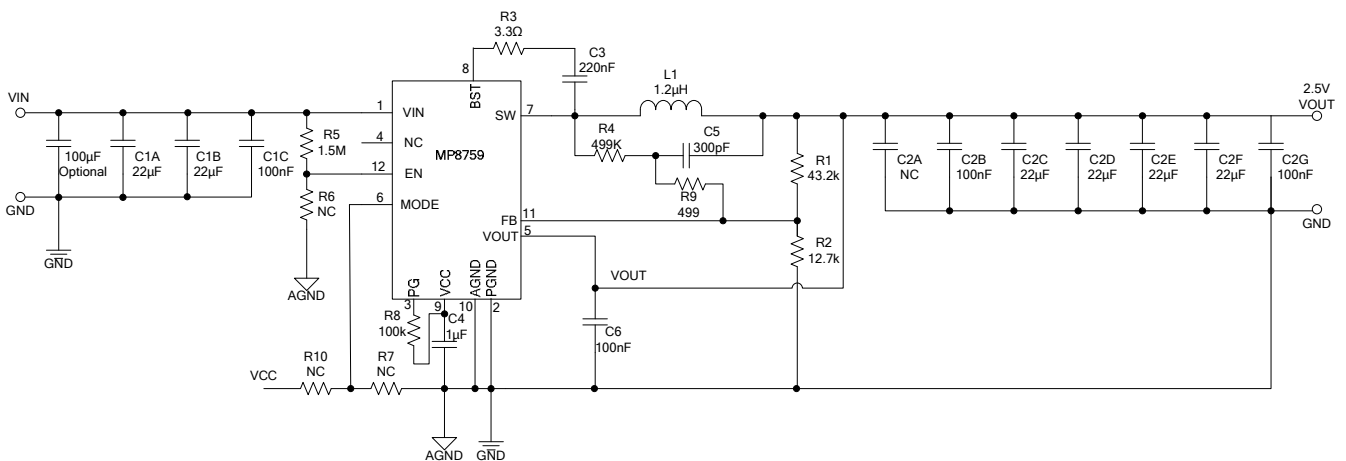 R3
3.3Ω
C3
220nF
8
BST
L1
1.2µH
VIN
1
VIN
SW
7
2.5V
VOUT
4
NC
MP8759
R4
499K
C5
300pF
R5
1.5M
100µF
Optional
C1A
22µF
C1B
22µF
C1C
100nF
12
EN
R9
499
R1
43.2k
C2A
NC
C2B
100nF
C2C
22µF
C2D
22µF
C2E
22µF
C2F
22µF
C2G
100nF
GND
R6
NC
6
MODE
FB
11
VOUT
5
R2
12.7k
GND
GND
AGND
PG
VCC
AGND
PGND
VOUT
3
9
10
2
R8
100k
C4
1µF
C6
100nF
VCC
R10
NC
R7
NC
AGND
GND